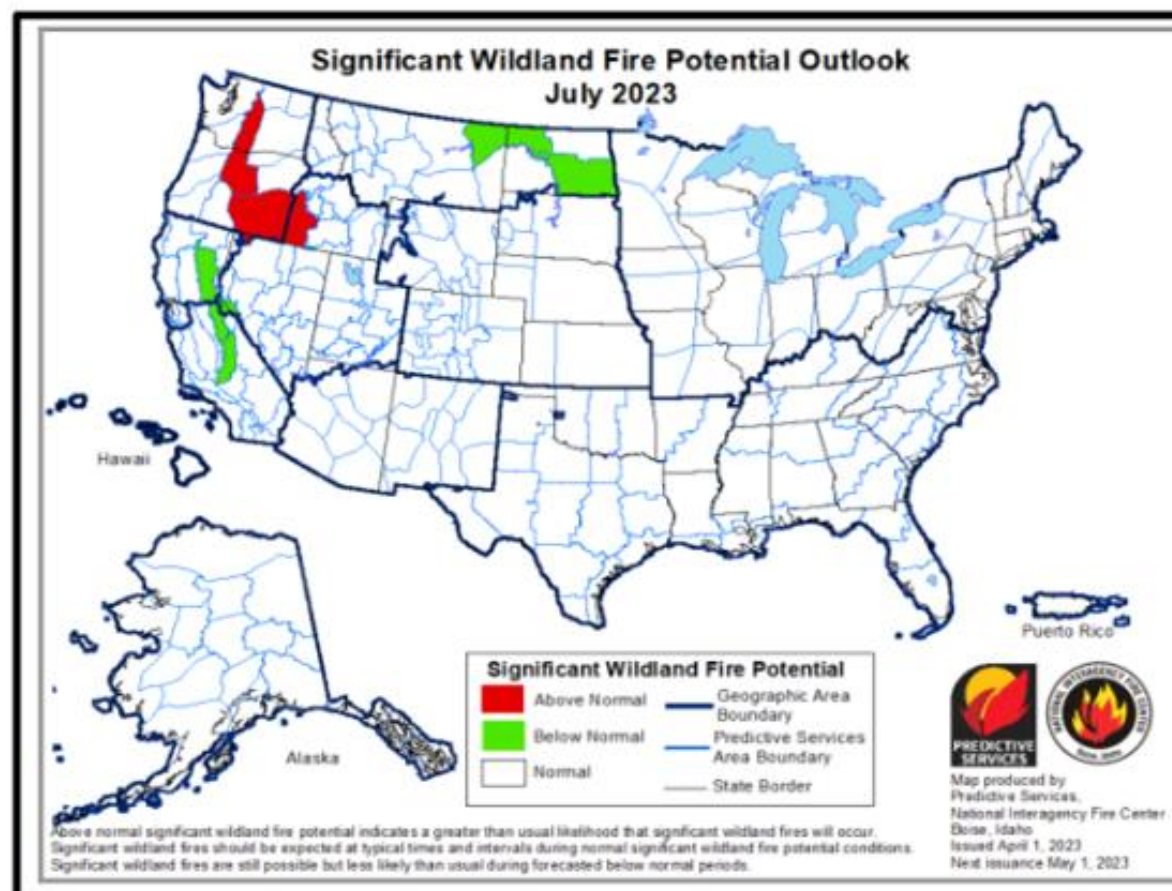 Significant Wildland Fire Potential Outlook
July 2023
Hawaii
Alaska
Puerto Rico
Significant Wildland Fire Potential
Above Normal
Below Normal
Normal
Geographic Area
Boundary
Predictive Services
Area Boundary
State Border
PREDICTIVE
SERVICES
NATIONAL INTERAGENCY FIRE CENTER
Map produced by
Predictive Services,
National Interagency Fire Center
Boise, Idaho
Issued April 1, 2023
Next issuance May 1, 2023
Above normal significant wildland fire potential indicates a greater than usual likelihood that significant wildland fires will occur.
Significant wildland fires should be expected at typical times and intervals during normal significant wildland fire potential conditions.
Significant wildland fires are still possible but less likely than usual during forecasted below normal periods.